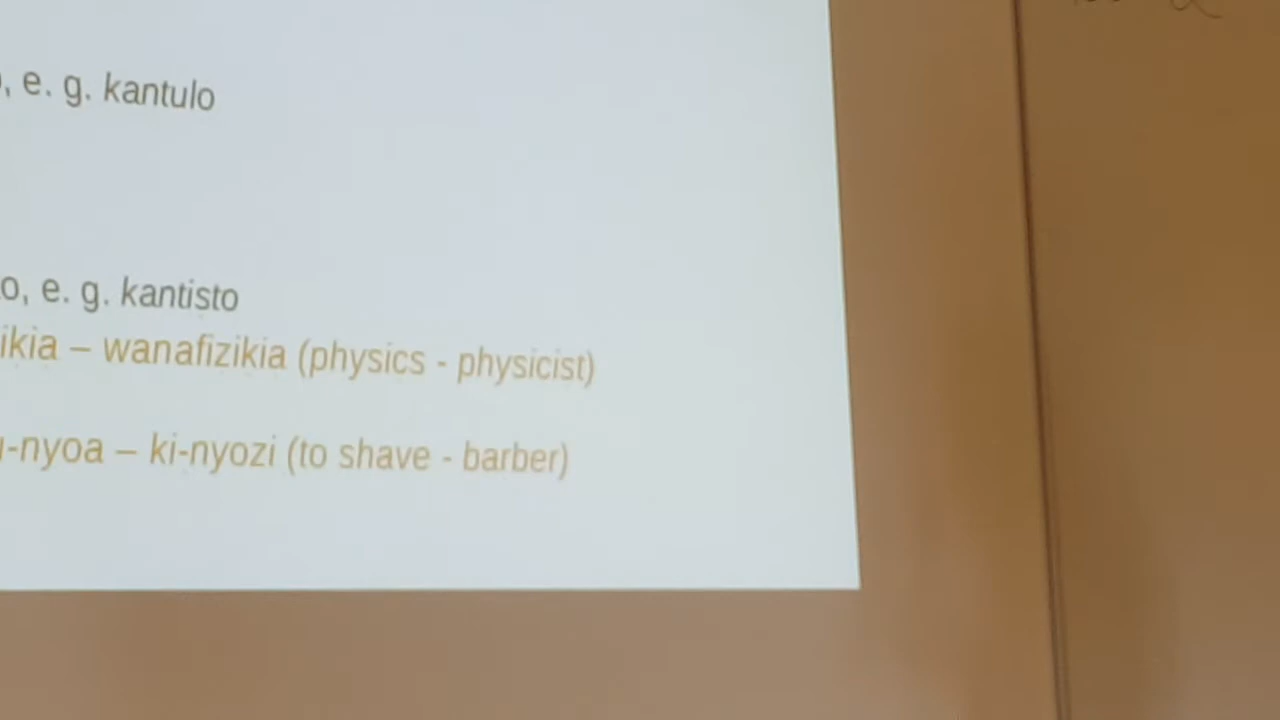 , e. g. kantulo
o, e. g. kantisto
ikia – wanafizikia (physics - physicist)
-nyoa – ki-nyozi (to shave - barber)